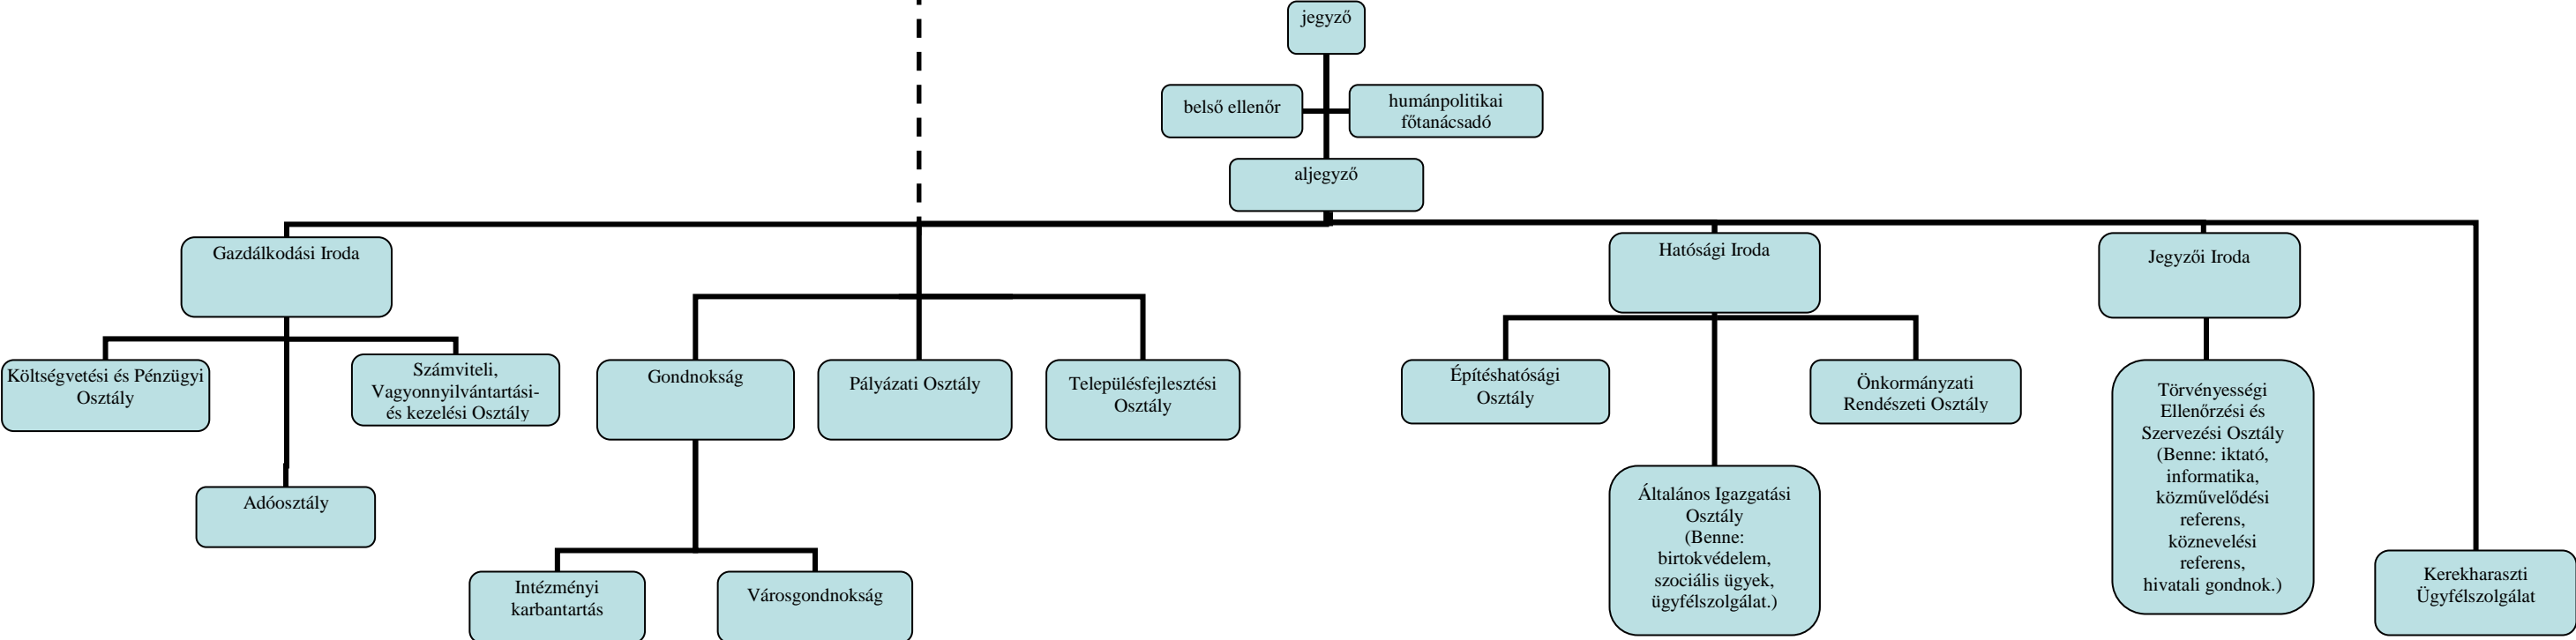 jegyző
belső ellenőr
humánpolitikai
főtanácsadó
aljegyző
Gazdálkodási Iroda
Hatósági Iroda
Jegyzői Iroda
Költségvetési és Pénzügyi
Osztály
Számviteli,
Vagyonnyilvántartási-
és kezelési Osztály
Gondnokság
Pályázati Osztály
Településfejlesztési
Osztály
Építéshatósági
Osztály
Önkormányzati
Rendészeti Osztály
Törvényességi
Ellenőrzési és
Szervezési Osztály
(Benne: iktató,
informatika,
közművelődési
referens,
köznevelési
referens,
hivatali gondnok.)
Adóosztály
Általános Igazgatási
Osztály
(Benne:
birtokvédelem,
szociális ügyek,
ügyfélszolgálat.)
Intézményi
karbantartás
Városgondnokság
Kerekharaszti
Ügyfélszolgálat